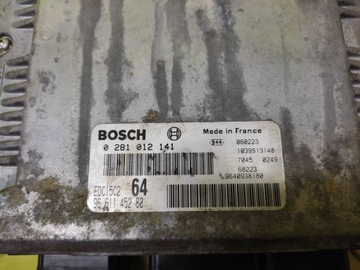 BOSCH
Made in France
0 281 012 141
060223
1039S13148
7045 0249
68223
9640938180
EDC15C2 64
96 611 452 80